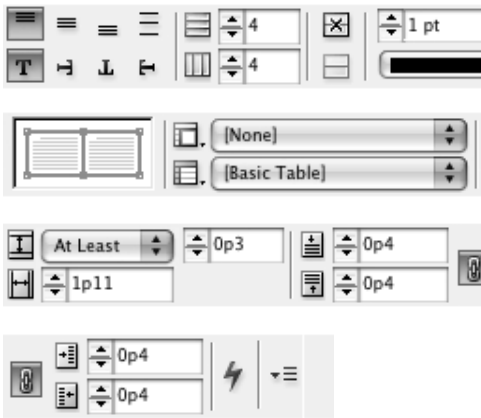 4
1 pt
T T T T
4
[None]
[Basic Table]
At Least
0p3
0p4
1p11
0p4
0p4
0p4